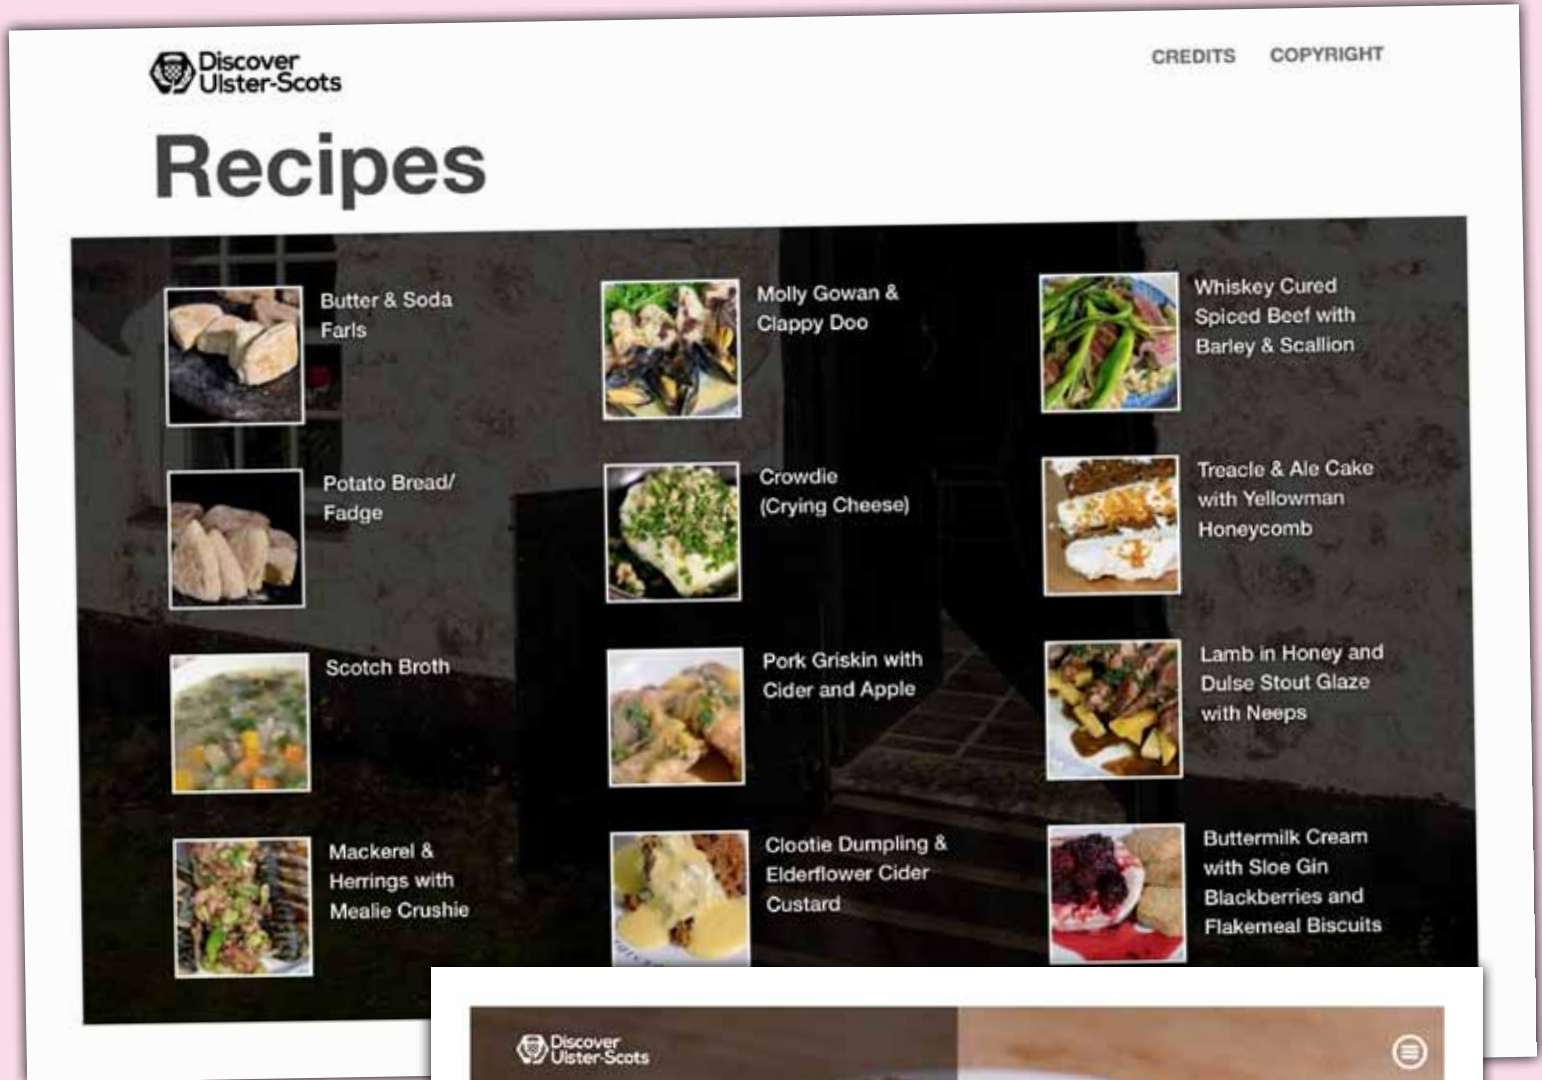 Discover
Ulster-Scots
CREDITS COPYRIGHT
Recipes
Butter & Soda
Farls
Molly Gowan &
Clappy Doo
Whiskey Cured
Spiced Beef with
Barley & Scallion
Potato Bread/
Fadge
Crowdie
(Crying Cheese)
Treacle & Ale Cake
with Yellowman
Honeycomb
Scotch Broth
Pork Griskin with
Cider and Apple
Lamb in Honey and
Dulse Stout Glaze
with Neeps
Mackerel &
Herrings with
Mealie Crushie
Clootie Dumpling &
Elderflower Cider
Custard
Buttermilk Cream
with Sloe Gin
Blackberries and
Flakemeal Biscuits
Discover
Ulster-Scots